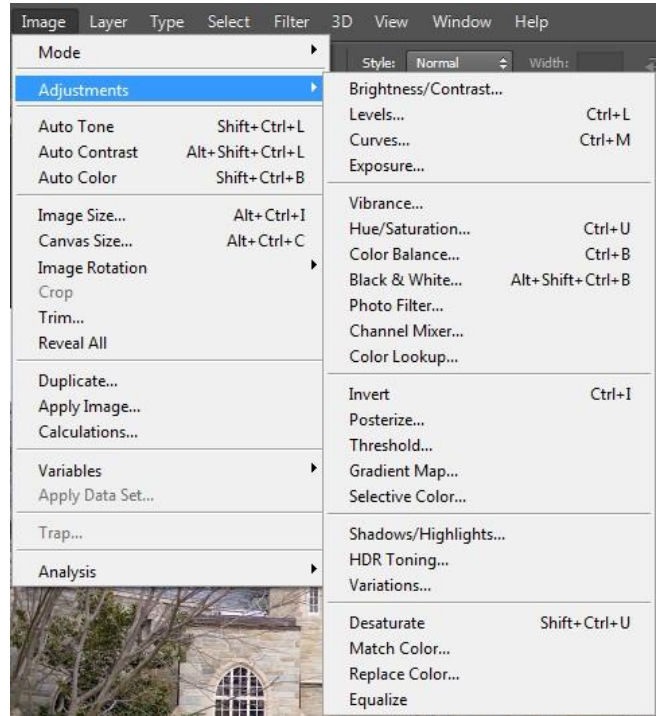 Image Layer Type Select Filter 3D View Window Help
Style: Normal Width:
Mode
Adjustments
Auto Tone Shift+Ctrl+L
Auto Contrast Alt+Shift+Ctrl+L
Auto Color Shift+Ctrl+B
Image Size... Alt+Ctrl+I
Canvas Size... Alt+Ctrl+C
Image Rotation
Crop
Trim...
Reveal All
Duplicate...
Apply Image...
Calculations...
Variables
Apply Data Set...
Trap...
Analysis
Brightness/Contrast...
Levels... Ctrl+L
Curves... Ctrl+M
Exposure...
Vibrance...
Hue/Saturation... Ctrl+U
Color Balance... Ctrl+B
Black & White... Alt+Shift+Ctrl+B
Photo Filter...
Channel Mixer...
Color Lookup...
Invert Ctrl+I
Posterize...
Threshold...
Gradient Map...
Selective Color...
Shadows/Highlights...
HDR Toning...
Variations...
Desaturate Shift+Ctrl+U
Match Color...
Replace Color...
Equalize